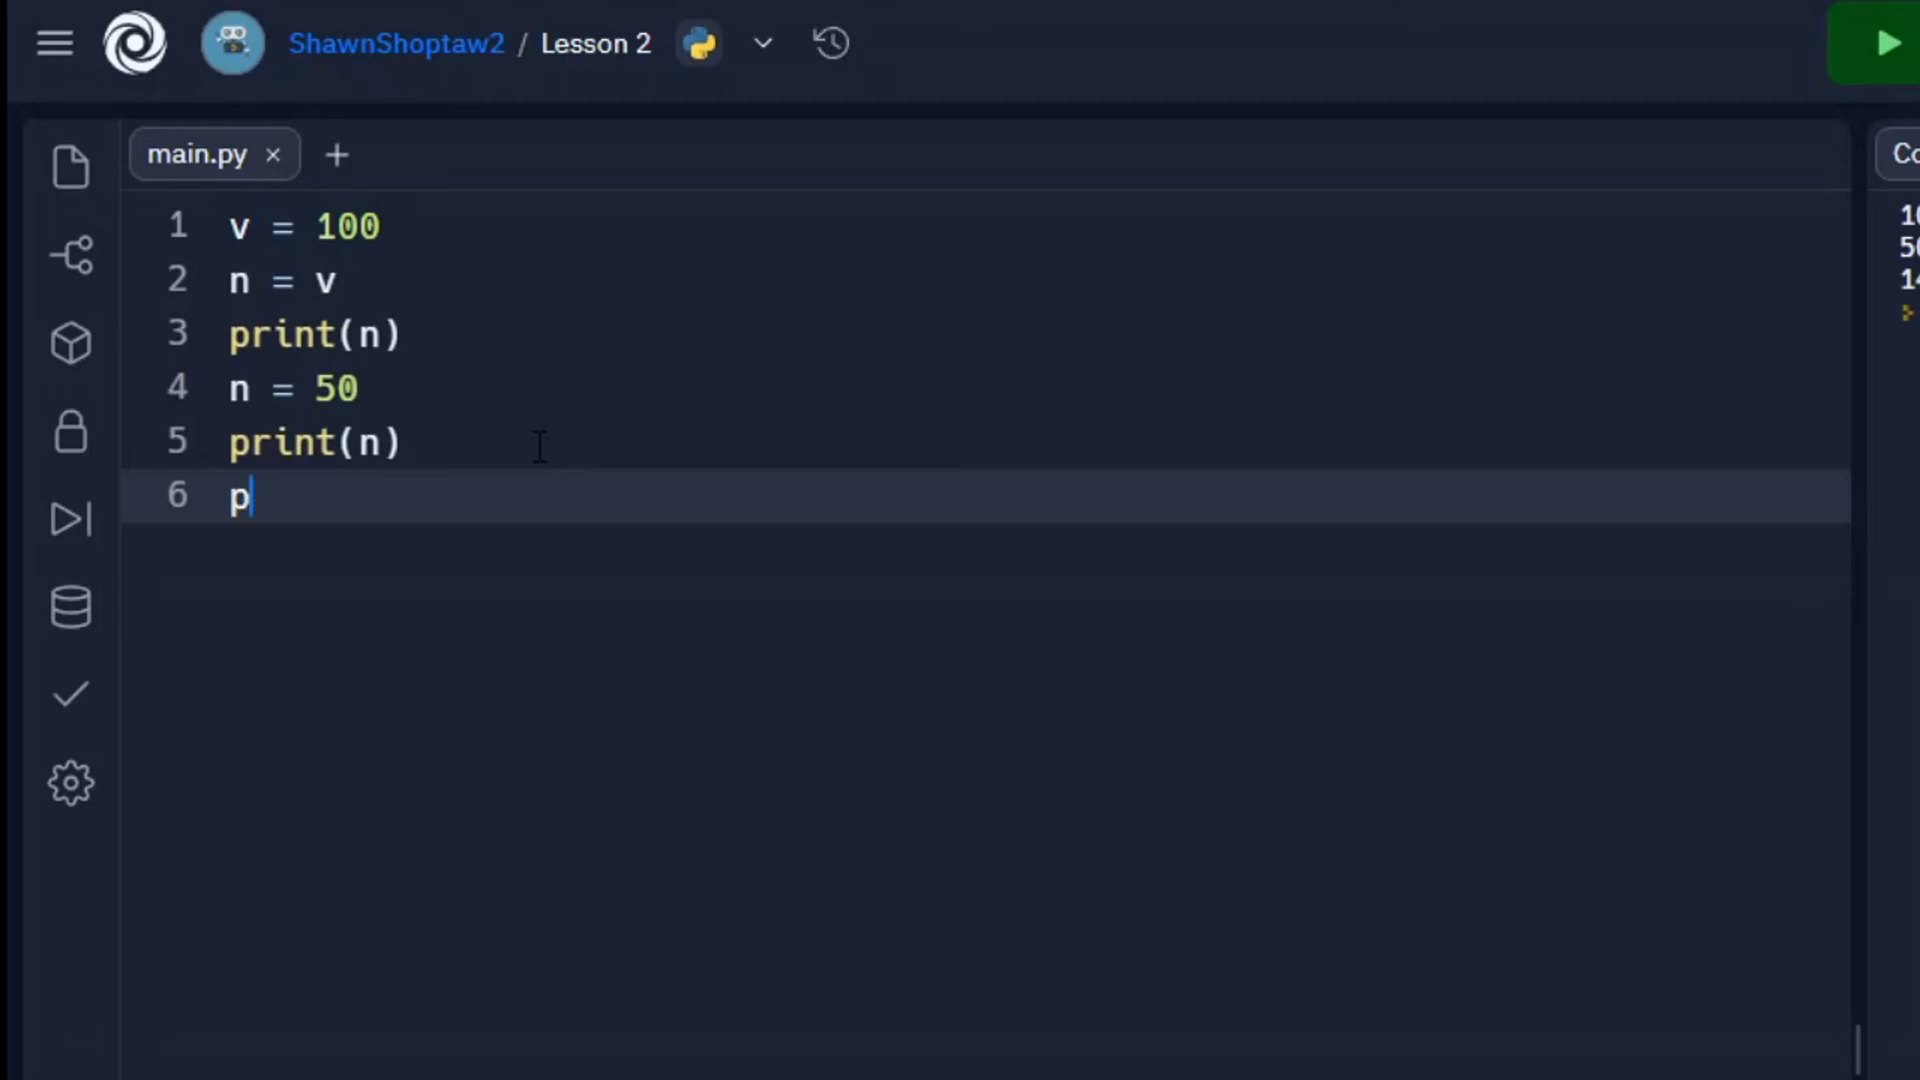 ShawnShoptaw2 / Lesson 2
main.py × +
1 v = 100
2 n = v
3 print(n)
4 n = 50
5 print(n)
6 p